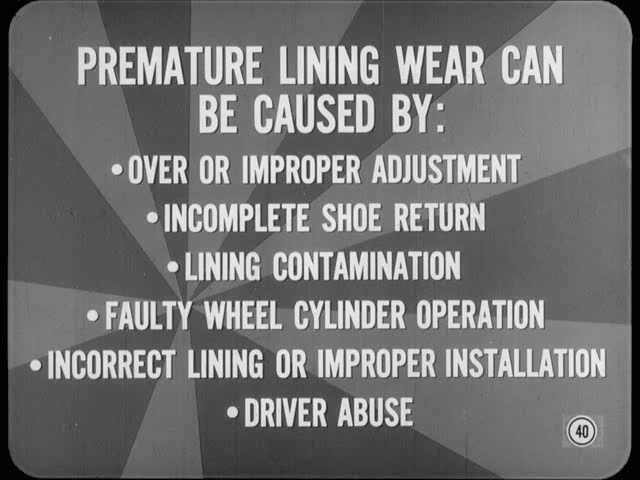 PREMATURE LINING WEAR CAN
BE CAUSED BY:
•OVER OR IMPROPER ADJUSTMENT
•INCOMPLETE SHOE RETURN
•LINING CONTAMINATION
•FAULTY WHEEL CYLINDER OPERATION
•INCORRECT LINING OR IMPROPER INSTALLATION
•DRIVER ABUSE
40